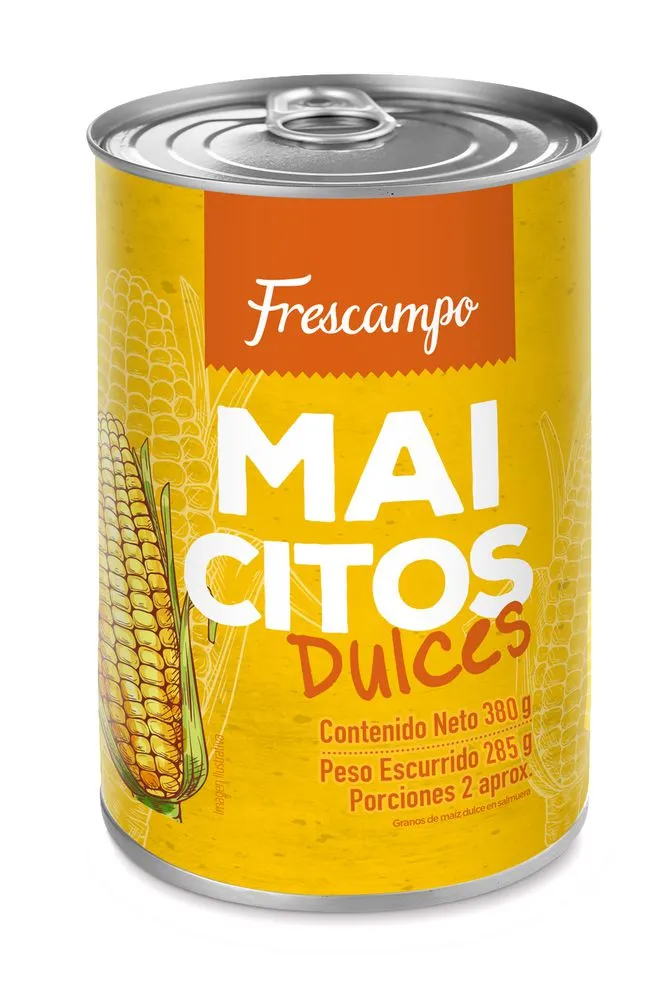 Frescampo
MAI
CITOS
Dulces
Contenido Neto 380 g
Peso Escurrido 285 g
Porciones 2 aprox.
Granos de maíz dulce en salmuera
Imagen Ilustrativa